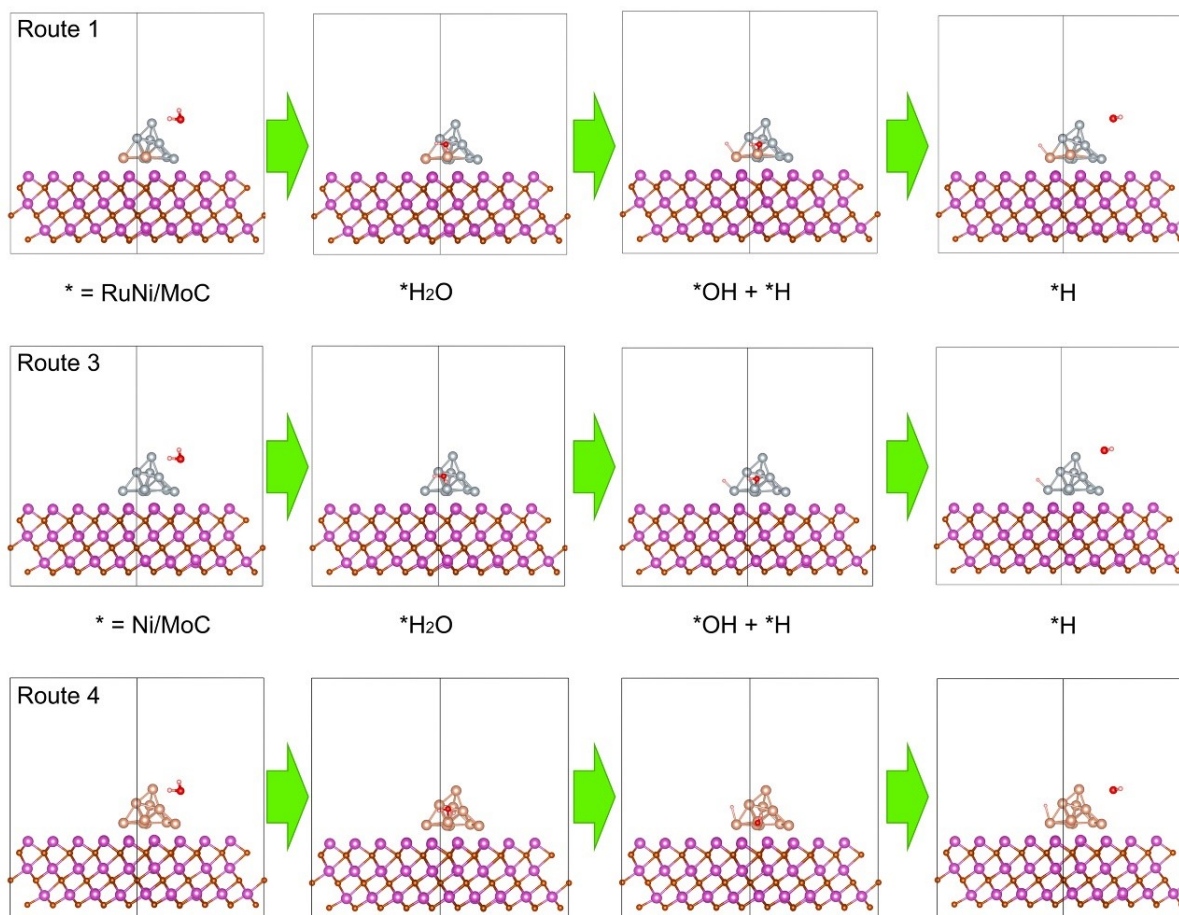 Route 1
* = RuNi/MoC
*H₂O
*OH + *H
*H
Route 3
* = Ni/MoC
*H₂O
*OH + *H
*H
Route 4